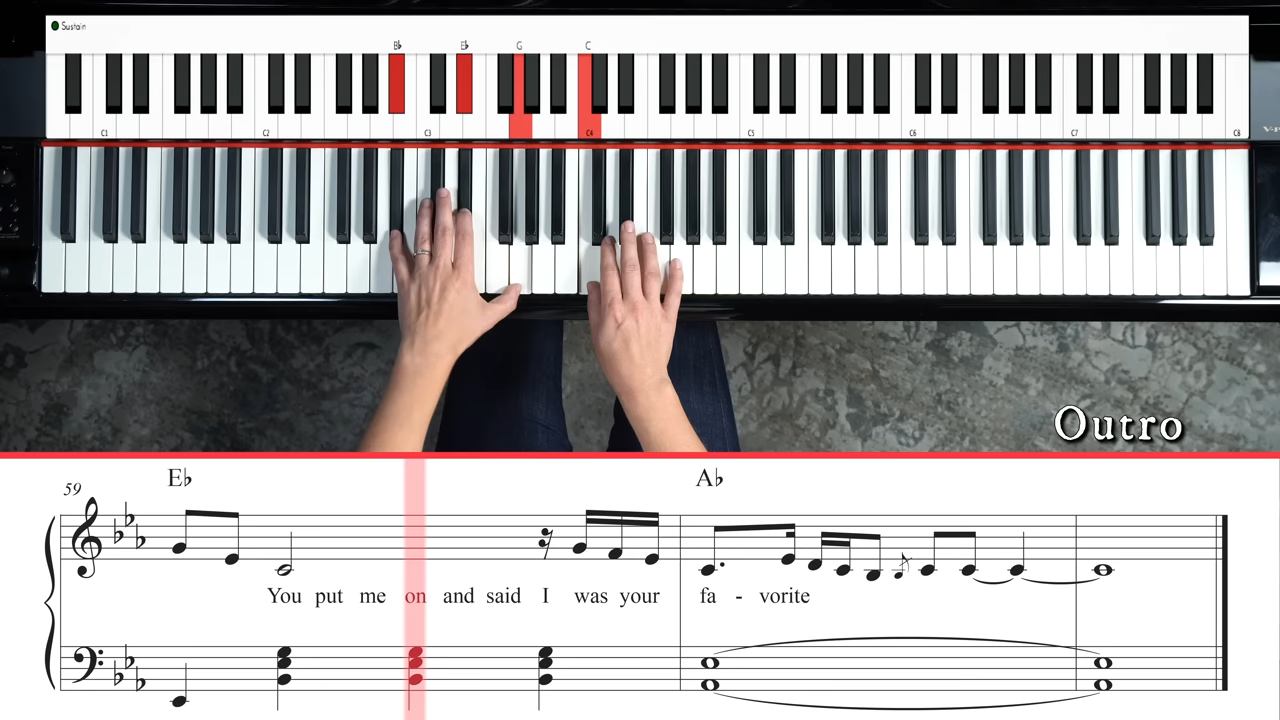 Sustain
B♭ E♭ G C
C1 C2 C3 C4 C5 C6 C7 C8
Outro
E♭ A♭
59
You put me on and said I was your fa - vorite